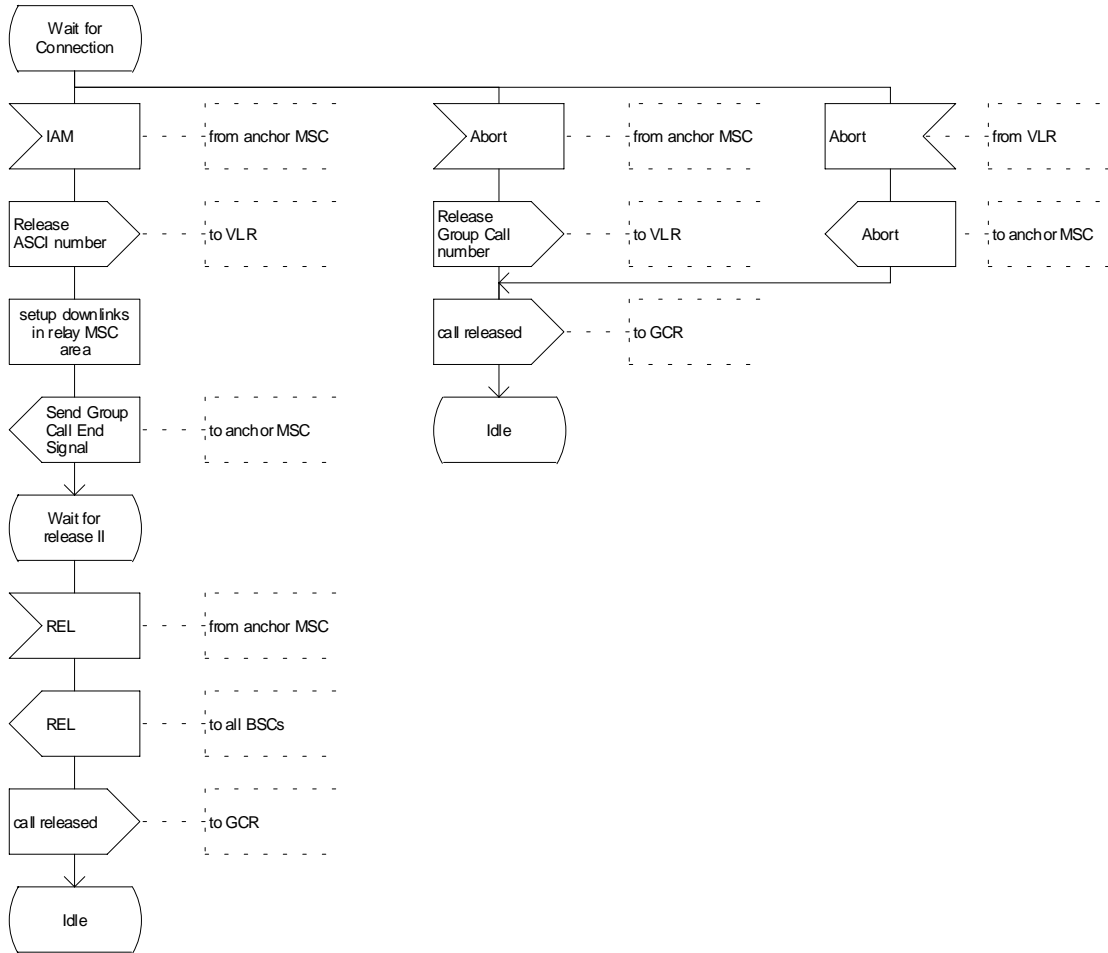 Wait for
Connection
IAM
from anchor MSC
Abort
from anchor MSC
Abort
from VLR
Release
ASCI number
to VLR
Release
Group Call
number
to VLR
Abort
to anchor MSC
setup downlinks
in relay MSC
area
call released
to GCR
Send Group
Call End
Signal
to anchor MSC
Idle
Wait for
release II
REL
from anchor MSC
REL
to all BSCs
call released
to GCR
Idle